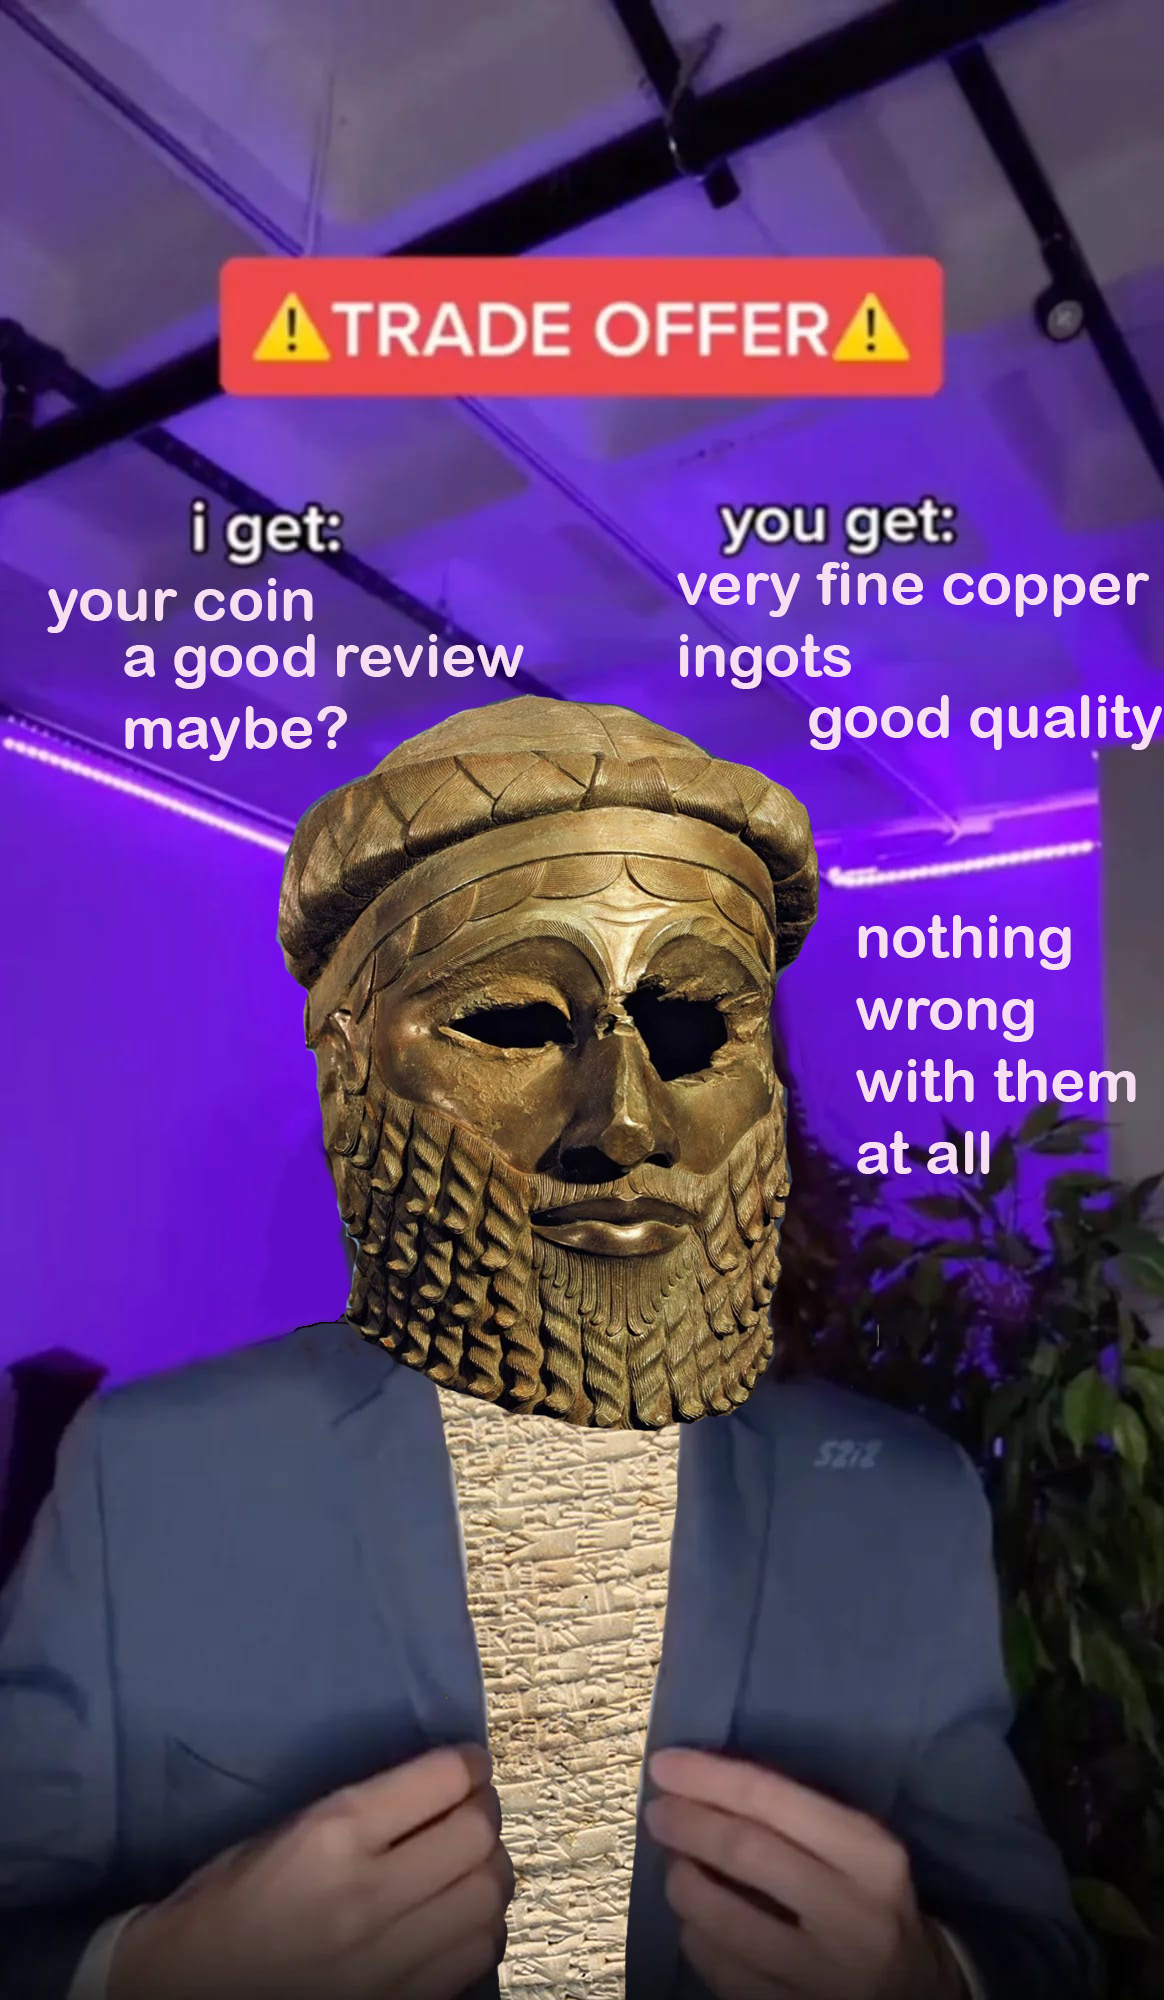 ⚠️TRADE OFFER⚠️
i get:
your coin
a good review
maybe?
you get:
very fine copper
ingots
good quality
nothing
wrong
with them
at all